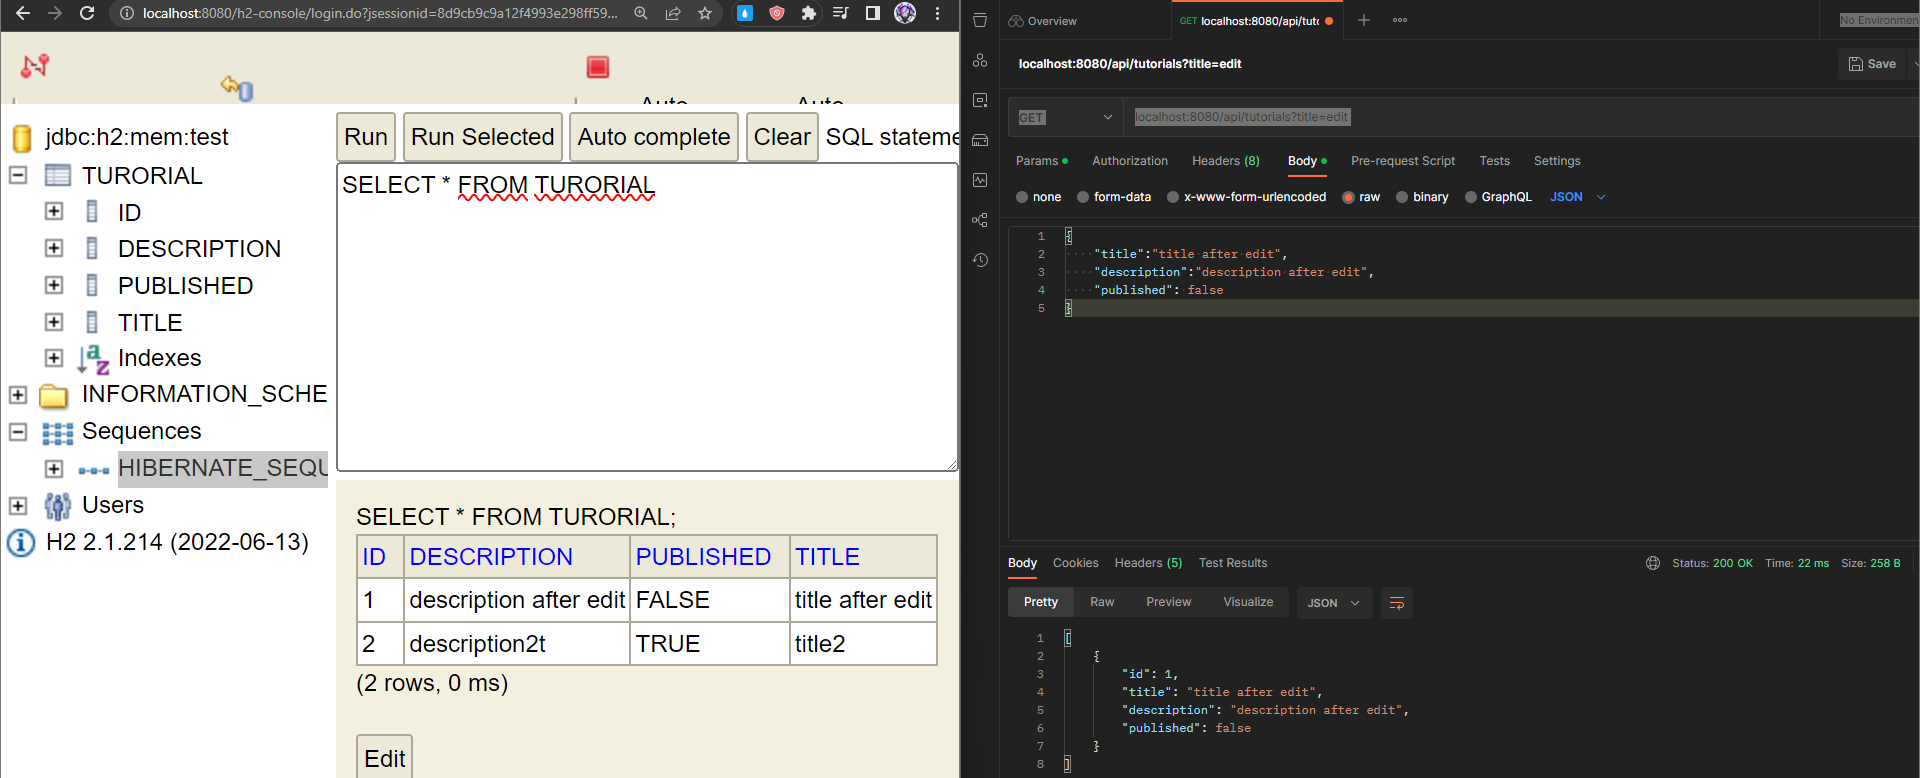 localhost:8080/h2-console/login.do?jsessionid=8d9cb9c9a12f4993e298ff59...
Auto
Auto
jdbc:h2:mem:test
TURORIAL
ID
DESCRIPTION
PUBLISHED
TITLE
Indexes
INFORMATION_SCHE
Sequences
HIBERNATE_SEQU
Users
H2 2.1.214 (2022-06-13)
Run Run Selected Auto complete Clear SQL stateme
SELECT * FROM TURORIAL
SELECT * FROM TURORIAL;
ID DESCRIPTION PUBLISHED TITLE
1 description after edit FALSE title after edit
2 description2t TRUE title2
(2 rows, 0 ms)
Edit
Overview GET localhost:8080/api/tuto No Environmen
localhost:8080/api/tutorials?title=edit Save
GET localhost:8080/api/tutorials?title=edit
Params Authorization Headers (8) Body Pre-request Script Tests Settings
none form-data x-www-form-urlencoded raw binary GraphQL JSON
1 {
2 "title":"title after edit",
3 "description":"description after edit",
4 "published": false
5 }
Body Cookies Headers (5) Test Results Status: 200 OK Time: 22 ms Size: 258 B
Pretty Raw Preview Visualize JSON
1 [
2 {
3 "id": 1,
4 "title": "title after edit",
5 "description": "description after edit",
6 "published": false
7 }
8 ]